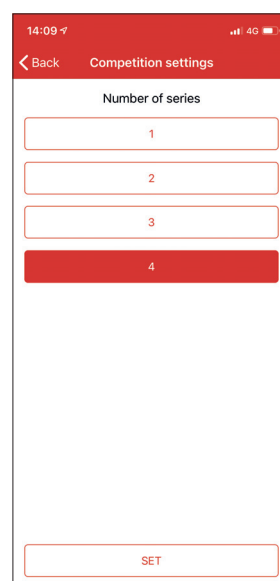 14:09 4G
Back Competition settings
Number of series
1
2
3
4
SET